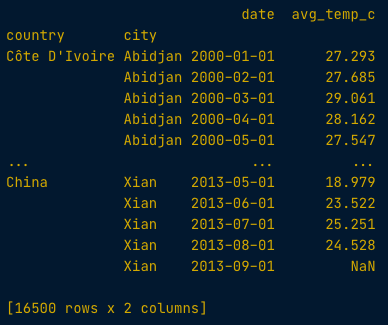 date avg_temp_c
country city
Côte D'Ivoire Abidjan 2000-01-01 27.293
Abidjan 2000-02-01 27.685
Abidjan 2000-03-01 29.061
Abidjan 2000-04-01 28.162
Abidjan 2000-05-01 27.547
... ... ...
China Xian 2013-05-01 18.979
Xian 2013-06-01 23.522
Xian 2013-07-01 25.251
Xian 2013-08-01 24.528
Xian 2013-09-01 NaN
[16500 rows x 2 columns]